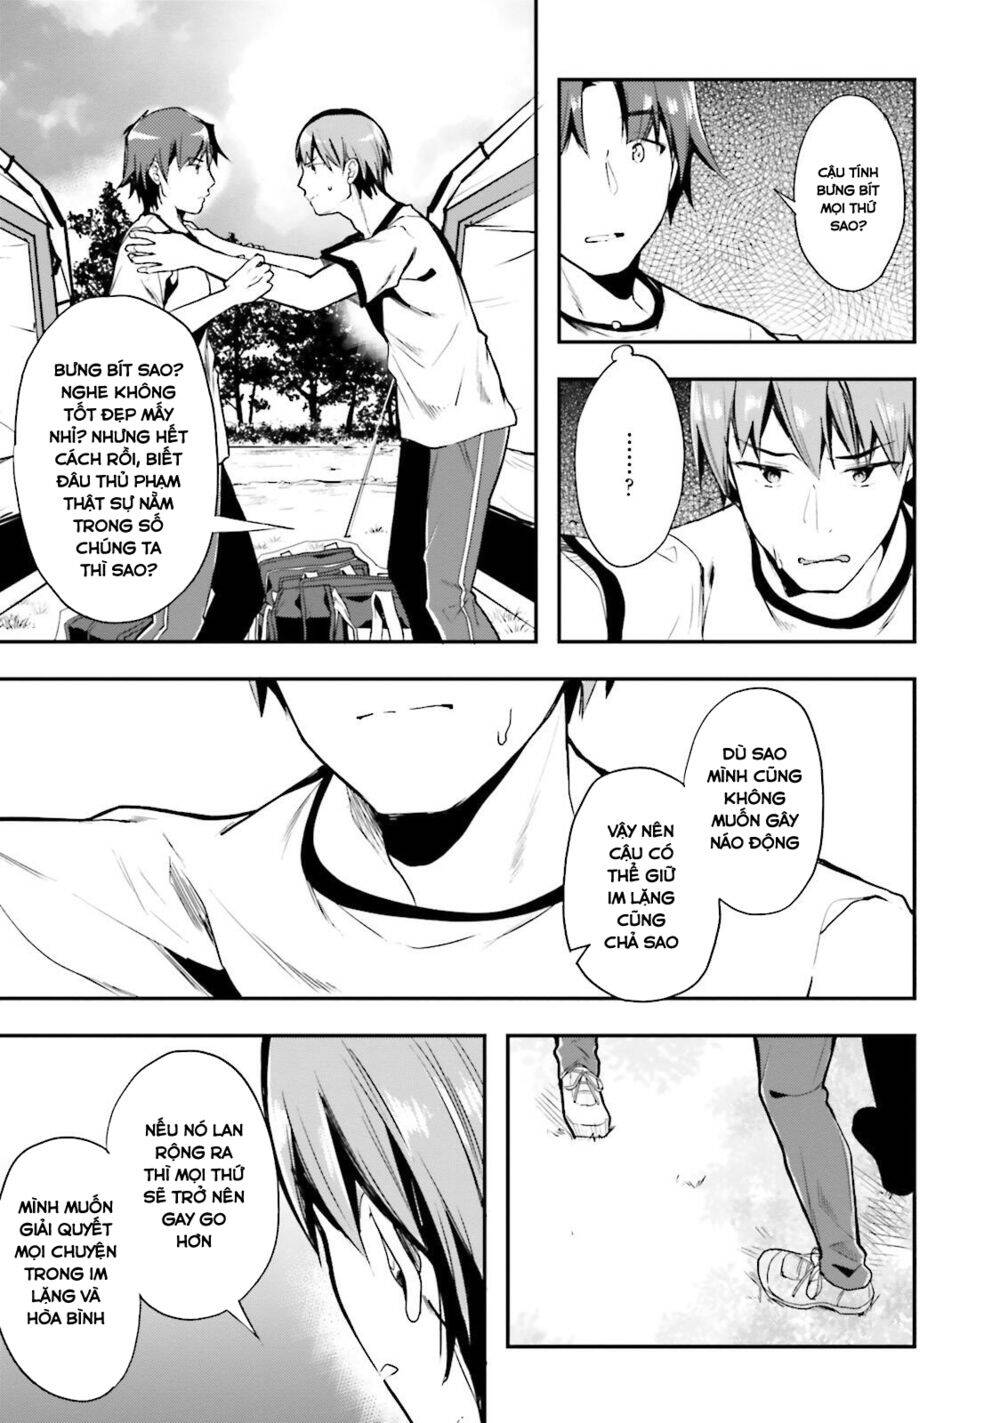 CẬU TÍNH
BƯNG BÍT
MỌI THỨ
SAO?
......?
BƯNG BÍT SAO?
NGHE KHÔNG
TỐT ĐẸP MẤY
NHỈ? NHƯNG HẾT
CÁCH RỒI, BIẾT
ĐÂU THỦ PHẠM
THẬT SỰ NẰM
TRONG SỐ
CHÚNG TA
THÌ SAO?
DÙ SAO
MÌNH CŨNG
KHÔNG
MUỐN GÂY
NÁO ĐỘNG
VẬY NÊN
CẬU CÓ
THỂ GIỮ
IM LẶNG
CŨNG
CHẢ SAO
NẾU NÓ LAN
RỘNG RA
THÌ MỌI THỨ
SẼ TRỞ NÊN
GAY GO
HƠN
MÌNH MUỐN
GIẢI QUYẾT
MỌI CHUYỆN
TRONG IM
LẶNG VÀ
HÒA BÌNH